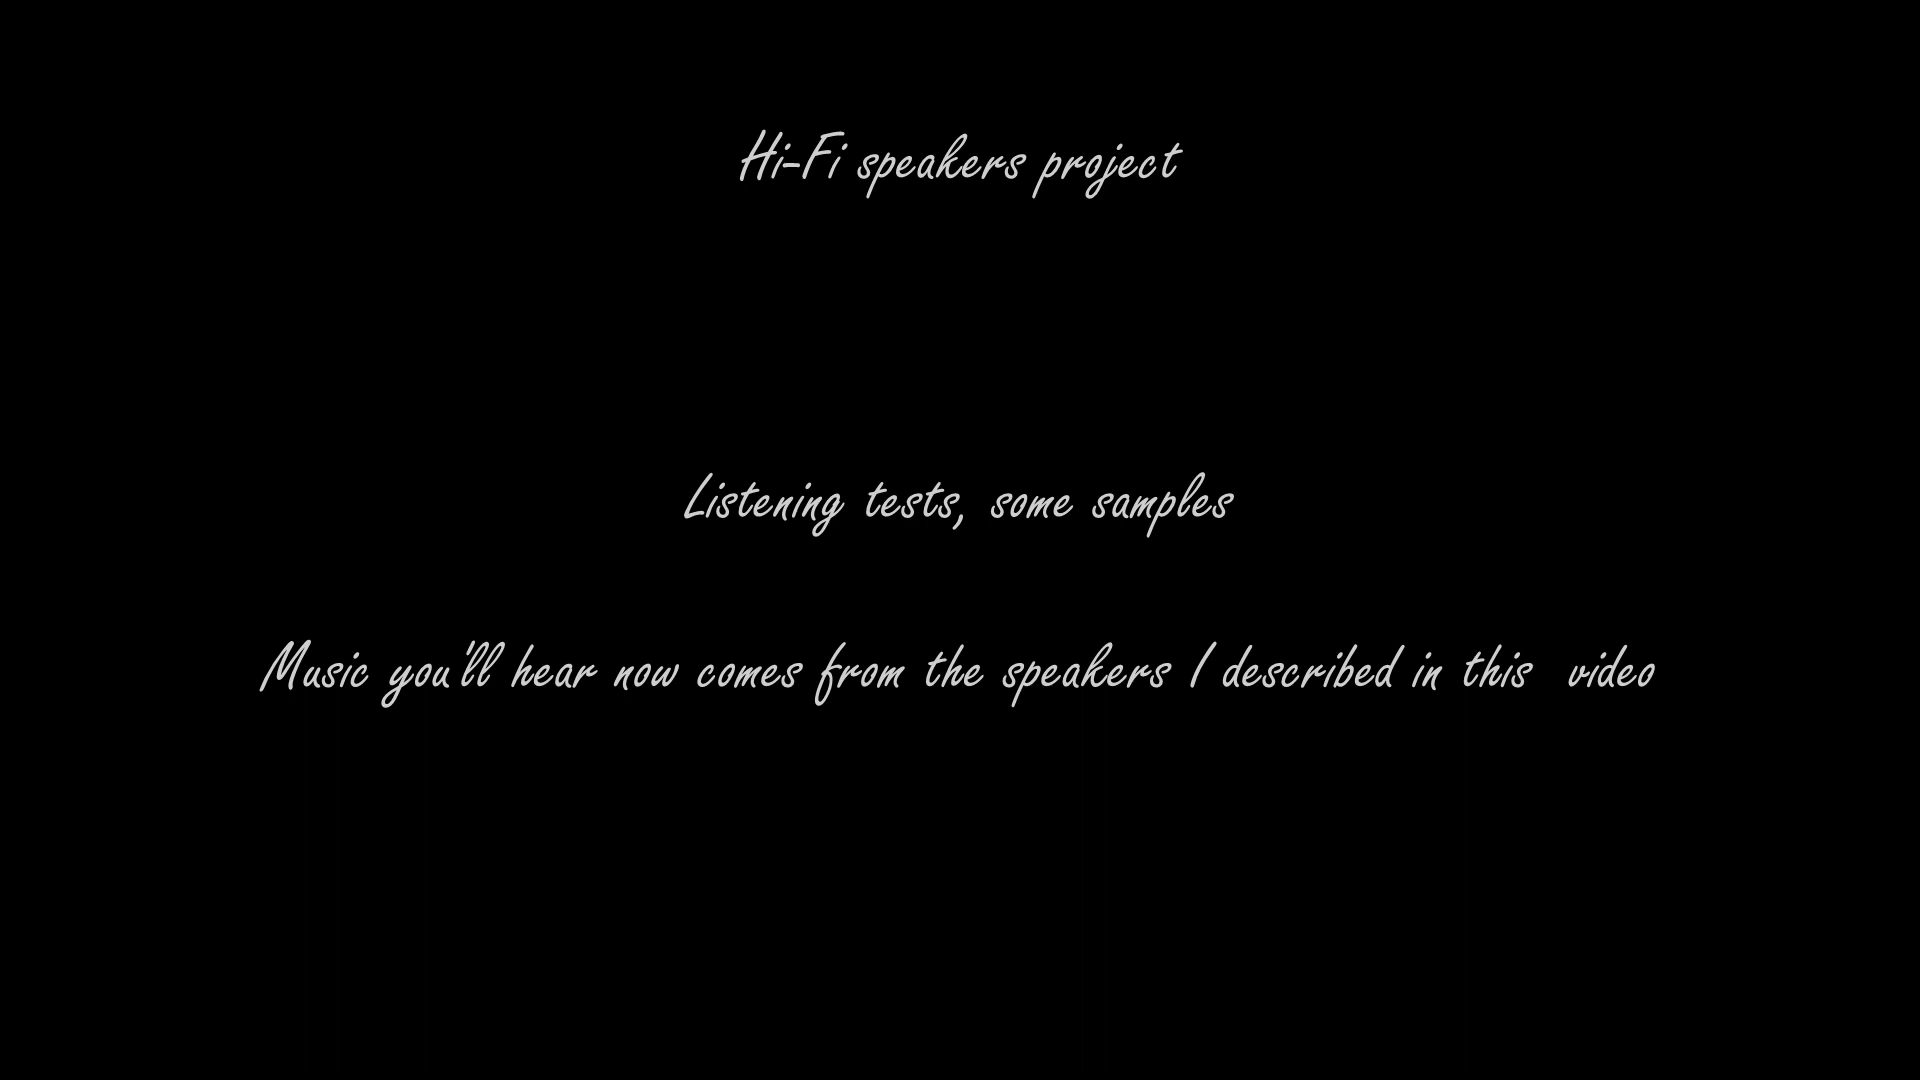 Hi-Fi speakers project
Listening tests, some samples
Music you'll hear now comes from the speakers I described in this video